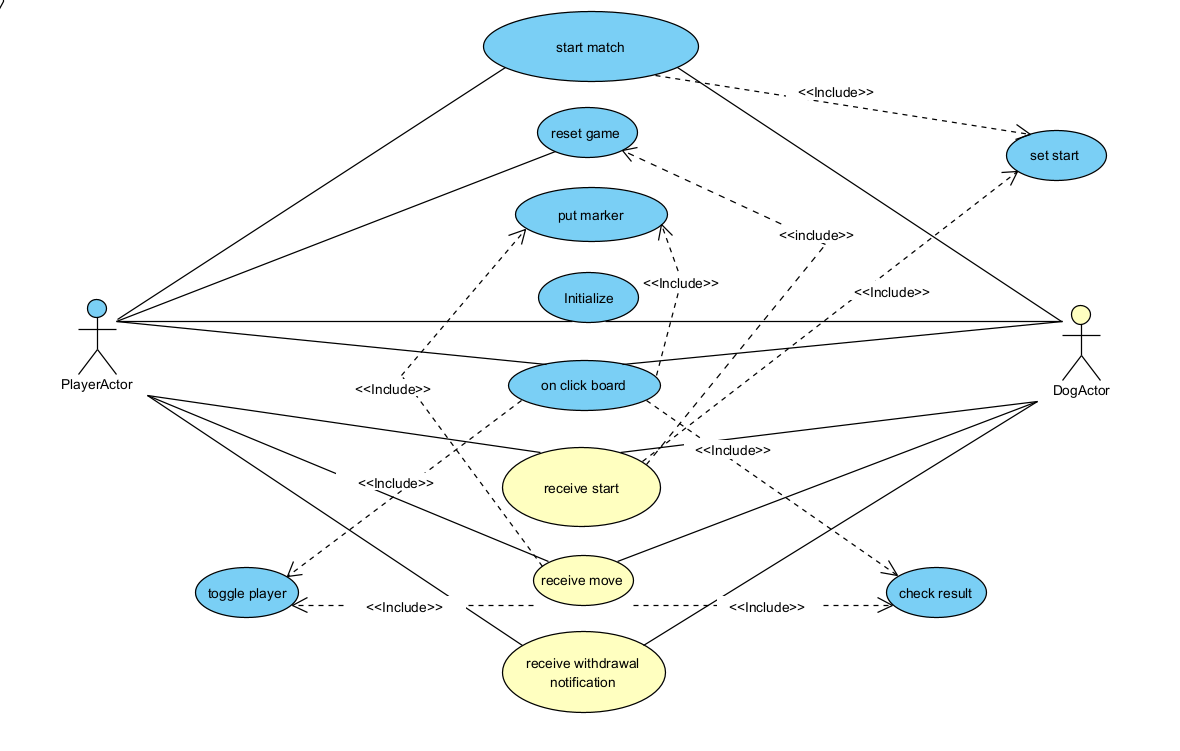 start match
<<Include>>
reset game
set start
put marker
<<include>>
<<Include>>
<<Include>>
Initialize
PlayerActor
on click board
<<Include>>
DogActor
<<Include>>
<<Include>>
receive start
receive move
toggle player
check result
<<Include>>
<<Include>>
receive withdrawal
notification